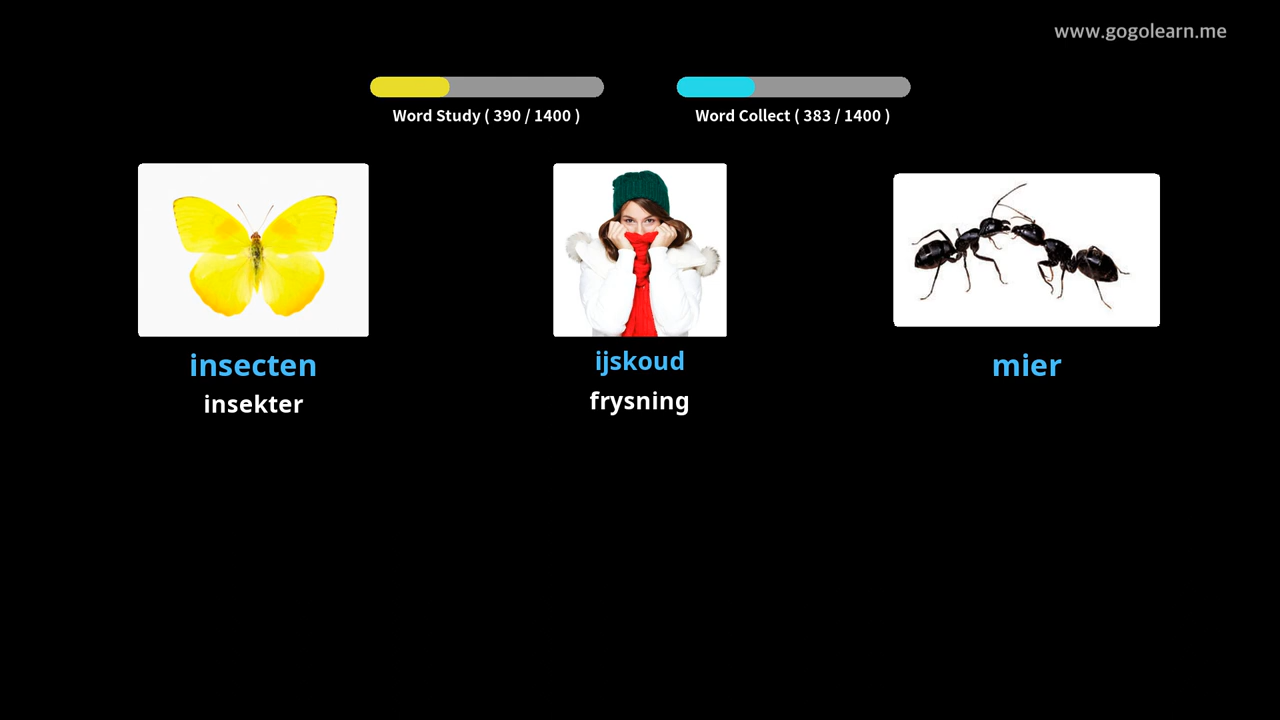 www.gogolearn.me
Word Study ( 390 / 1400 )
Word Collect ( 383 / 1400 )
insecten
insekter
ijskoud
frysning
mier